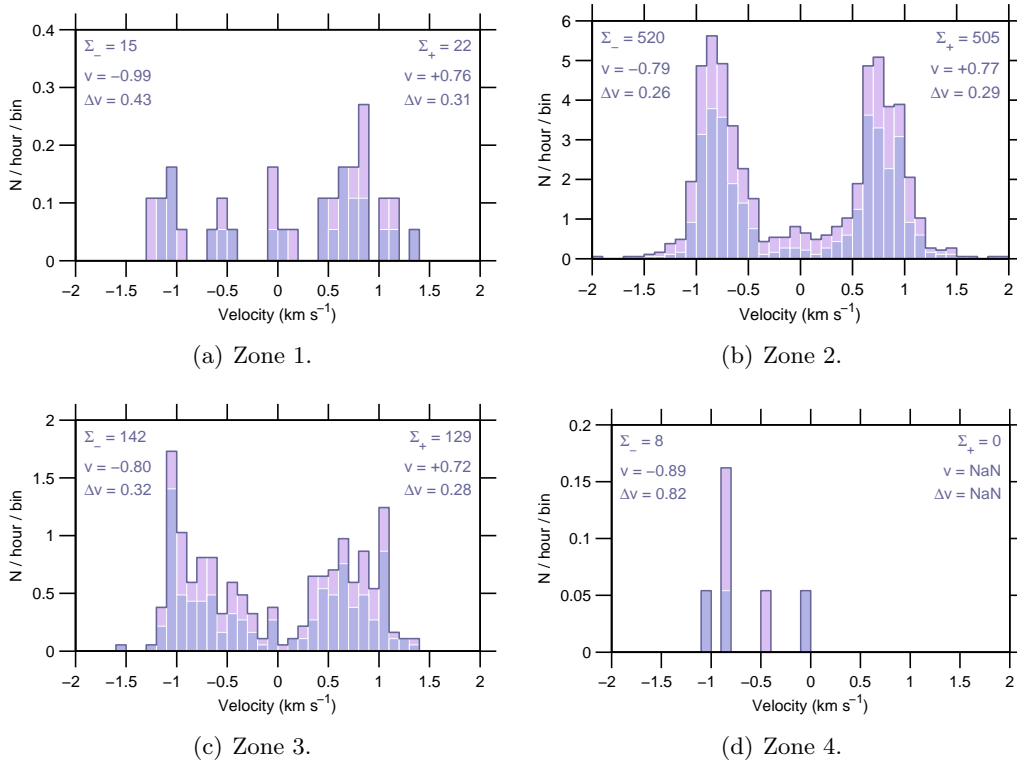 0.4
0.3
0.2
0.1
0
N / hour / bin
Σ− = 15
v = −0.99
Δv = 0.43
Σ+ = 22
v = +0.76
Δv = 0.31
−2 −1.5 −1 −0.5 0 0.5 1 1.5 2
Velocity (km s−1)
(a) Zone 1.
6
5
4
3
2
1
0
N / hour / bin
Σ− = 520
v = −0.79
Δv = 0.26
Σ+ = 505
v = +0.77
Δv = 0.29
−2 −1.5 −1 −0.5 0 0.5 1 1.5 2
Velocity (km s−1)
(b) Zone 2.
2
1.5
1
0.5
0
N / hour / bin
Σ− = 142
v = −0.80
Δv = 0.32
Σ+ = 129
v = +0.72
Δv = 0.28
−2 −1.5 −1 −0.5 0 0.5 1 1.5 2
Velocity (km s−1)
(c) Zone 3.
0.2
0.15
0.1
0.05
0
N / hour / bin
Σ− = 8
v = −0.89
Δv = 0.82
Σ+ = 0
v = NaN
Δv = NaN
−2 −1.5 −1 −0.5 0 0.5 1 1.5 2
Velocity (km s−1)
(d) Zone 4.